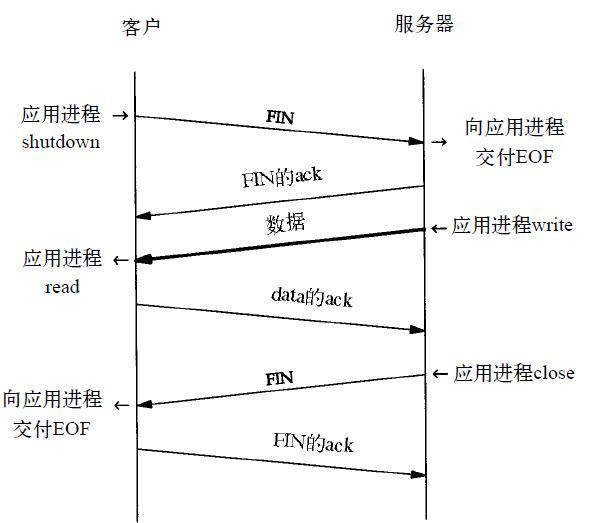 客户
服务器
应用进程
shutdown
FIN
向应用进程
交付EOF
FIN的ack
数据
应用进程write
应用进程
read
data的ack
FIN
应用进程close
向应用进程
交付EOF
FIN的ack